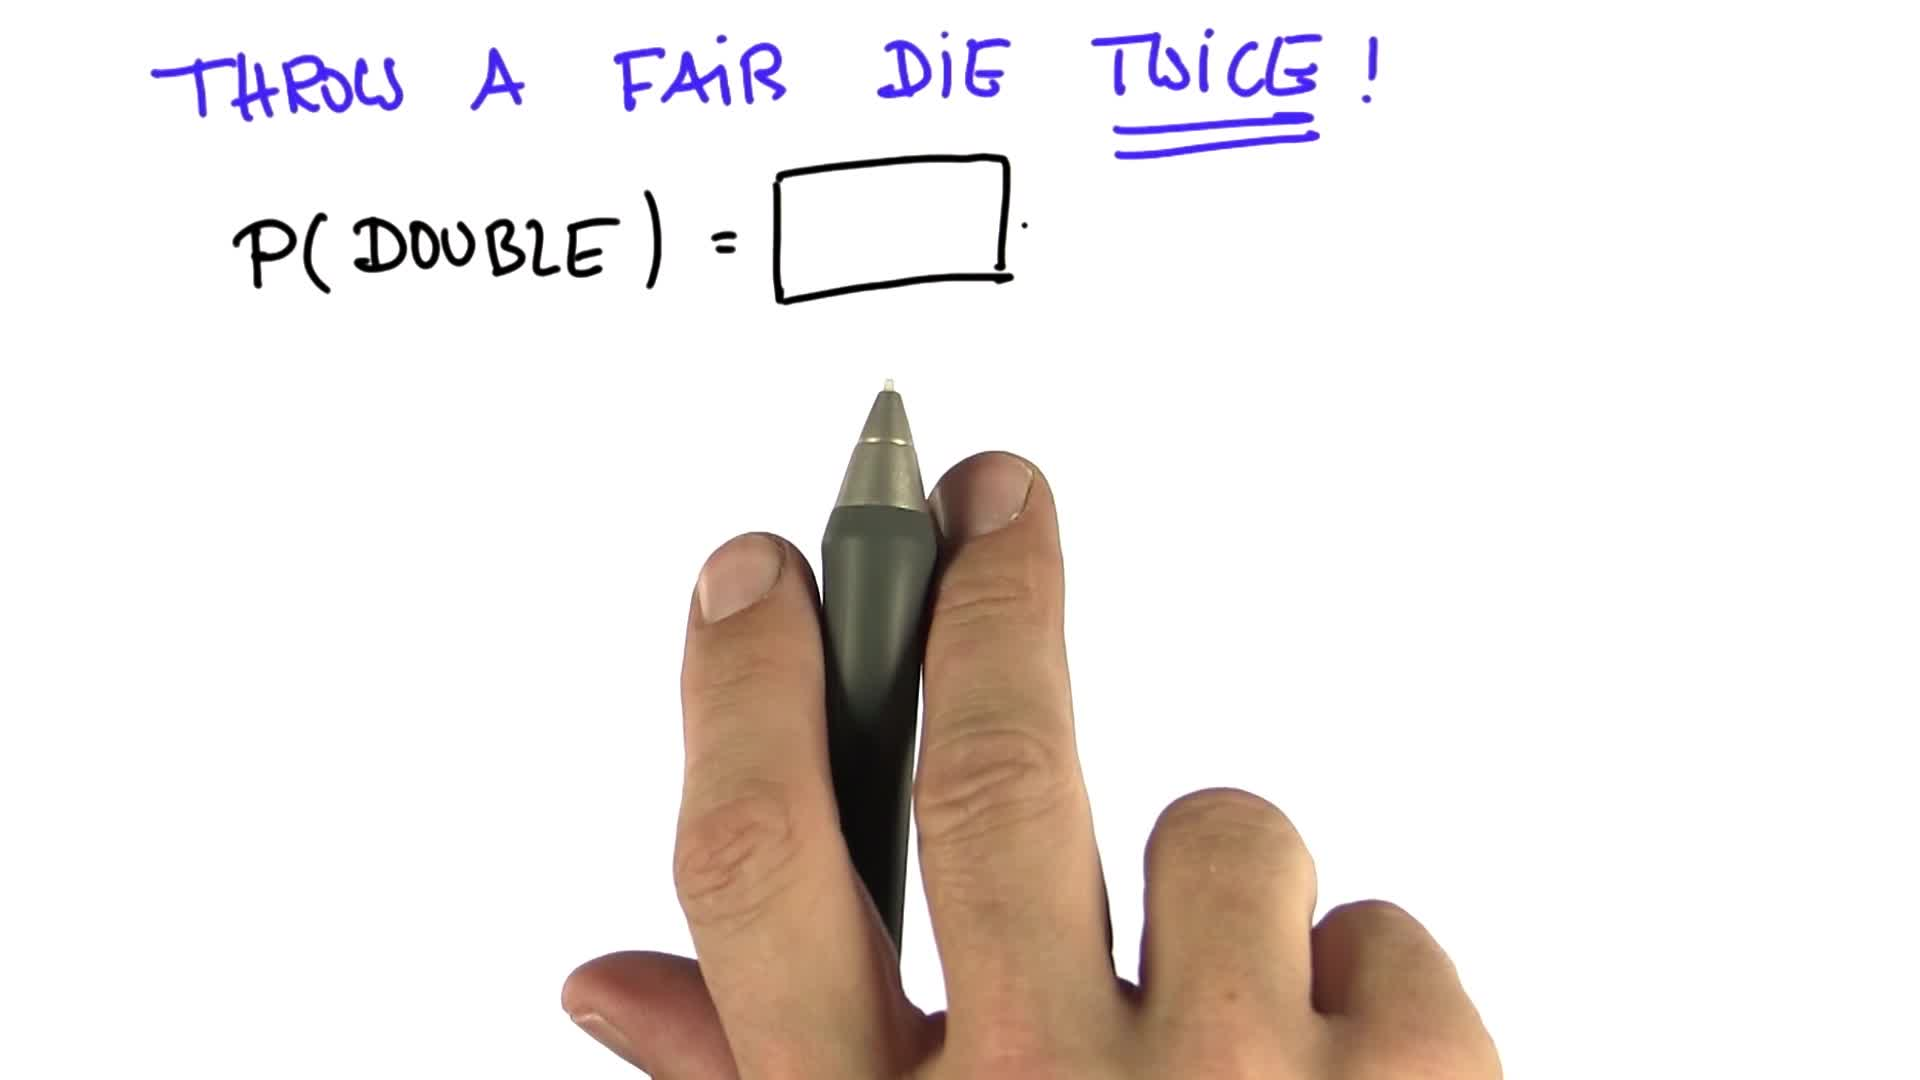 THROW A FAiR DiE TWiCE!
P(DOUBLE) =